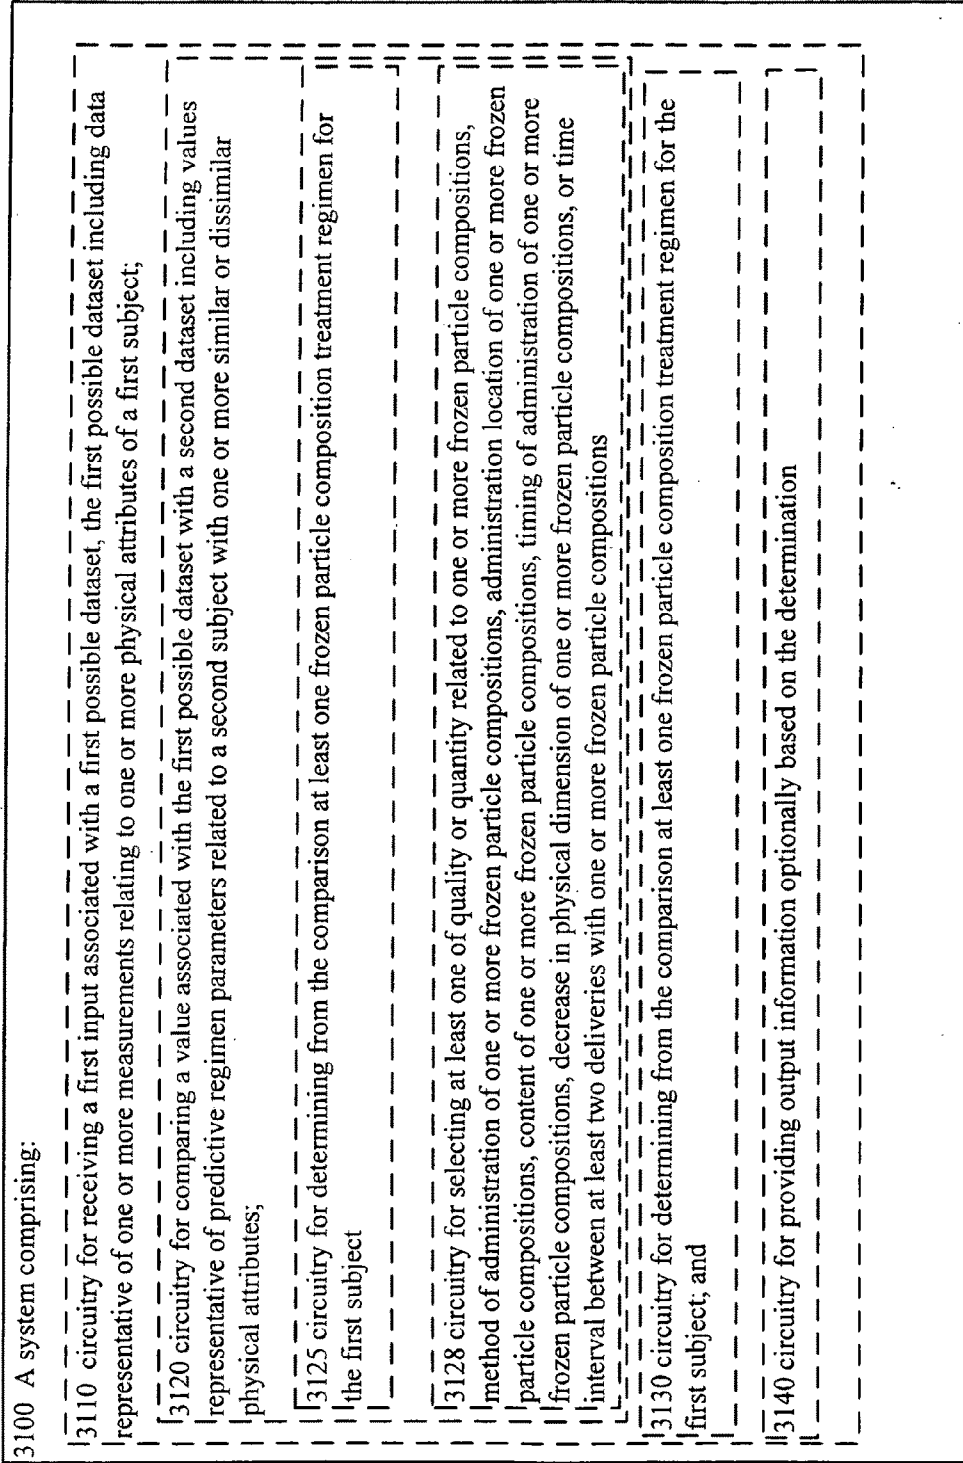 3100 A system comprising:
3110 circuitry for receiving a first input associated with a first possible dataset, the first possible dataset including data
representative of one or more measurements relating to one or more physical attributes of a first subject;
3120 circuitry for comparing a value associated with the first possible dataset with a second dataset including values
representative of predictive regimen parameters related to a second subject with one or more similar or dissimilar
physical attributes;
3125 circuitry for determining from the comparison at least one frozen particle composition treatment regimen for
the first subject
3128 circuitry for selecting at least one of quality or quantity related to one or more frozen particle compositions,
method of administration of one or more frozen particle compositions, administration location of one or more frozen
particle compositions, content of one or more frozen particle compositions, timing of administration of one or more
frozen particle compositions, decrease in physical dimension of one or more frozen particle compositions, or time
interval between at least two deliveries with one or more frozen particle compositions
3130 circuitry for determining from the comparison at least one frozen particle composition treatment regimen for the
first subject; and
3140 circuitry for providing output information optionally based on the determination